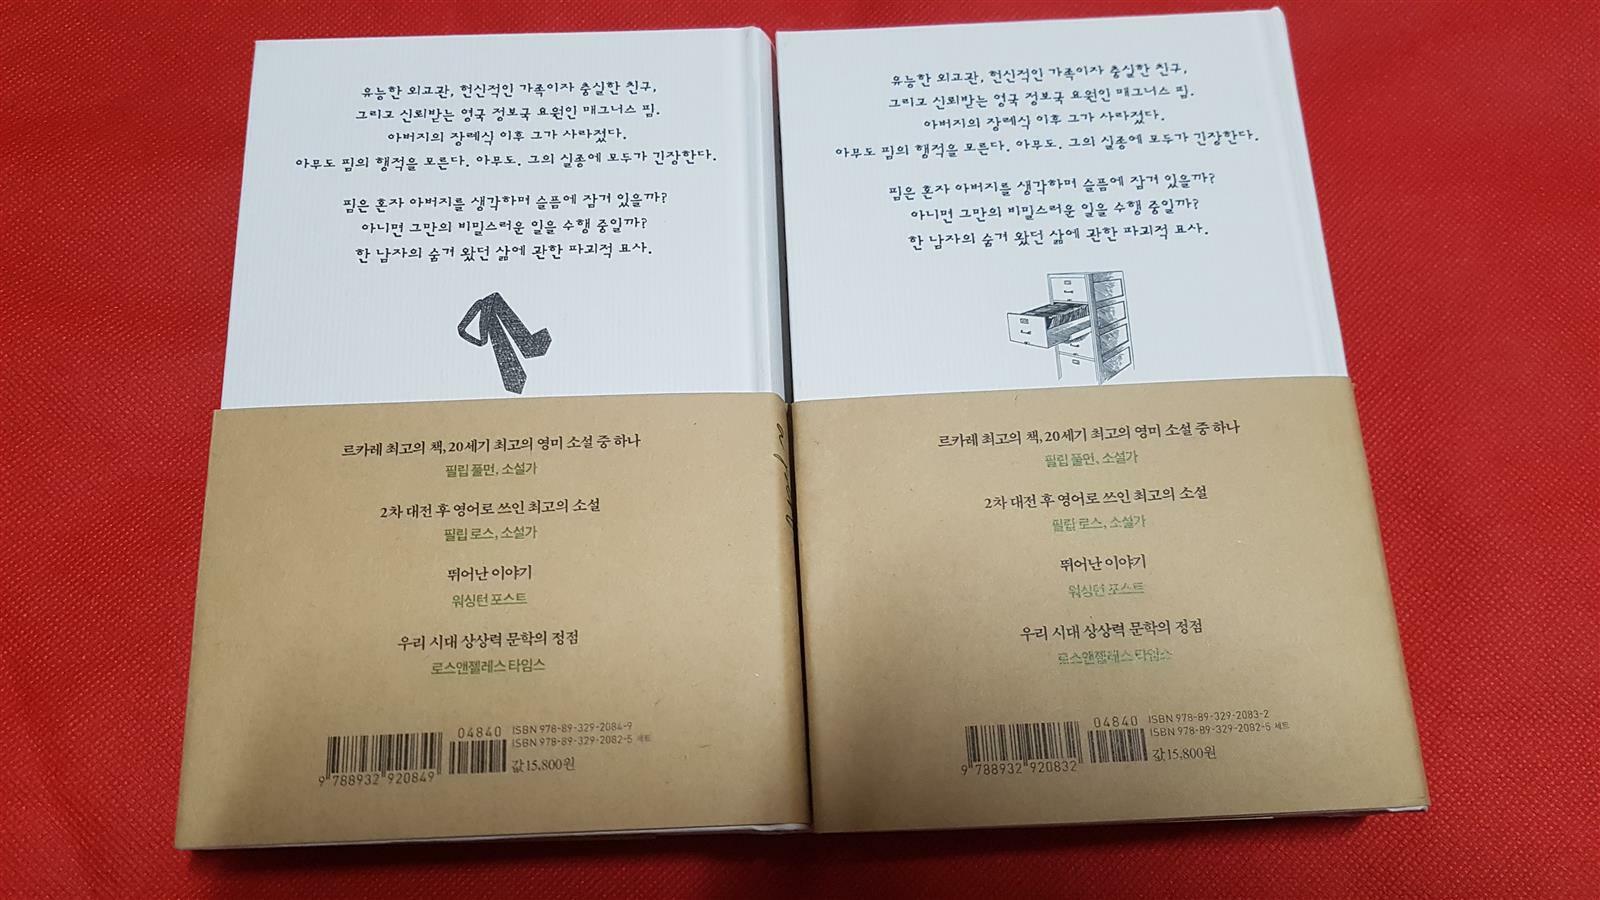 유능한 외교관, 헌신적인 가족이자 충실한 친구,
그리고 신뢰받는 영국 정보국 요원인 매그너스 핌.
아버지의 장례식 이후 그가 사라졌다.
아무도 핌의 행적을 모른다. 아무도. 그의 실종에 모두가 긴장한다.
핌은 혼자 아버지를 생각하며 슬픔에 잠겨 있을까?
아니면 그만의 비밀스러운 일을 수행 중일까?
한 남자의 숨겨 왔던 삶에 관한 파괴적 묘사.
르카레 최고의 책, 20세기 최고의 영미 소설 중 하나
필립 풀먼, 소설가
2차 대전 후 영어로 쓰인 최고의 소설
필립 로스, 소설가
뛰어난 이야기
워싱턴 포스트
우리 시대 상상력 문학의 정점
로스앤젤레스 타임스
04840
ISBN 978-89-329-2084-9
ISBN 978-89-329-2082-5 세트
9 788932 920849
값 15,800원
유능한 외교관, 헌신적인 가족이자 충실한 친구,
그리고 신뢰받는 영국 정보국 요원인 매그너스 핌.
아버지의 장례식 이후 그가 사라졌다.
아무도 핌의 행적을 모른다. 아무도. 그의 실종에 모두가 긴장한다.
핌은 혼자 아버지를 생각하며 슬픔에 잠겨 있을까?
아니면 그만의 비밀스러운 일을 수행 중일까?
한 남자의 숨겨 왔던 삶에 관한 파괴적 묘사.
르카레 최고의 책, 20세기 최고의 영미 소설 중 하나
필립 풀먼, 소설가
2차 대전 후 영어로 쓰인 최고의 소설
필립 로스, 소설가
뛰어난 이야기
워싱턴 포스트
우리 시대 상상력 문학의 정점
로스앤젤레스 타임스
04840
ISBN 978-89-329-2083-2
ISBN 978-89-329-2082-5 세트
9 788932 920832
값 15,800원